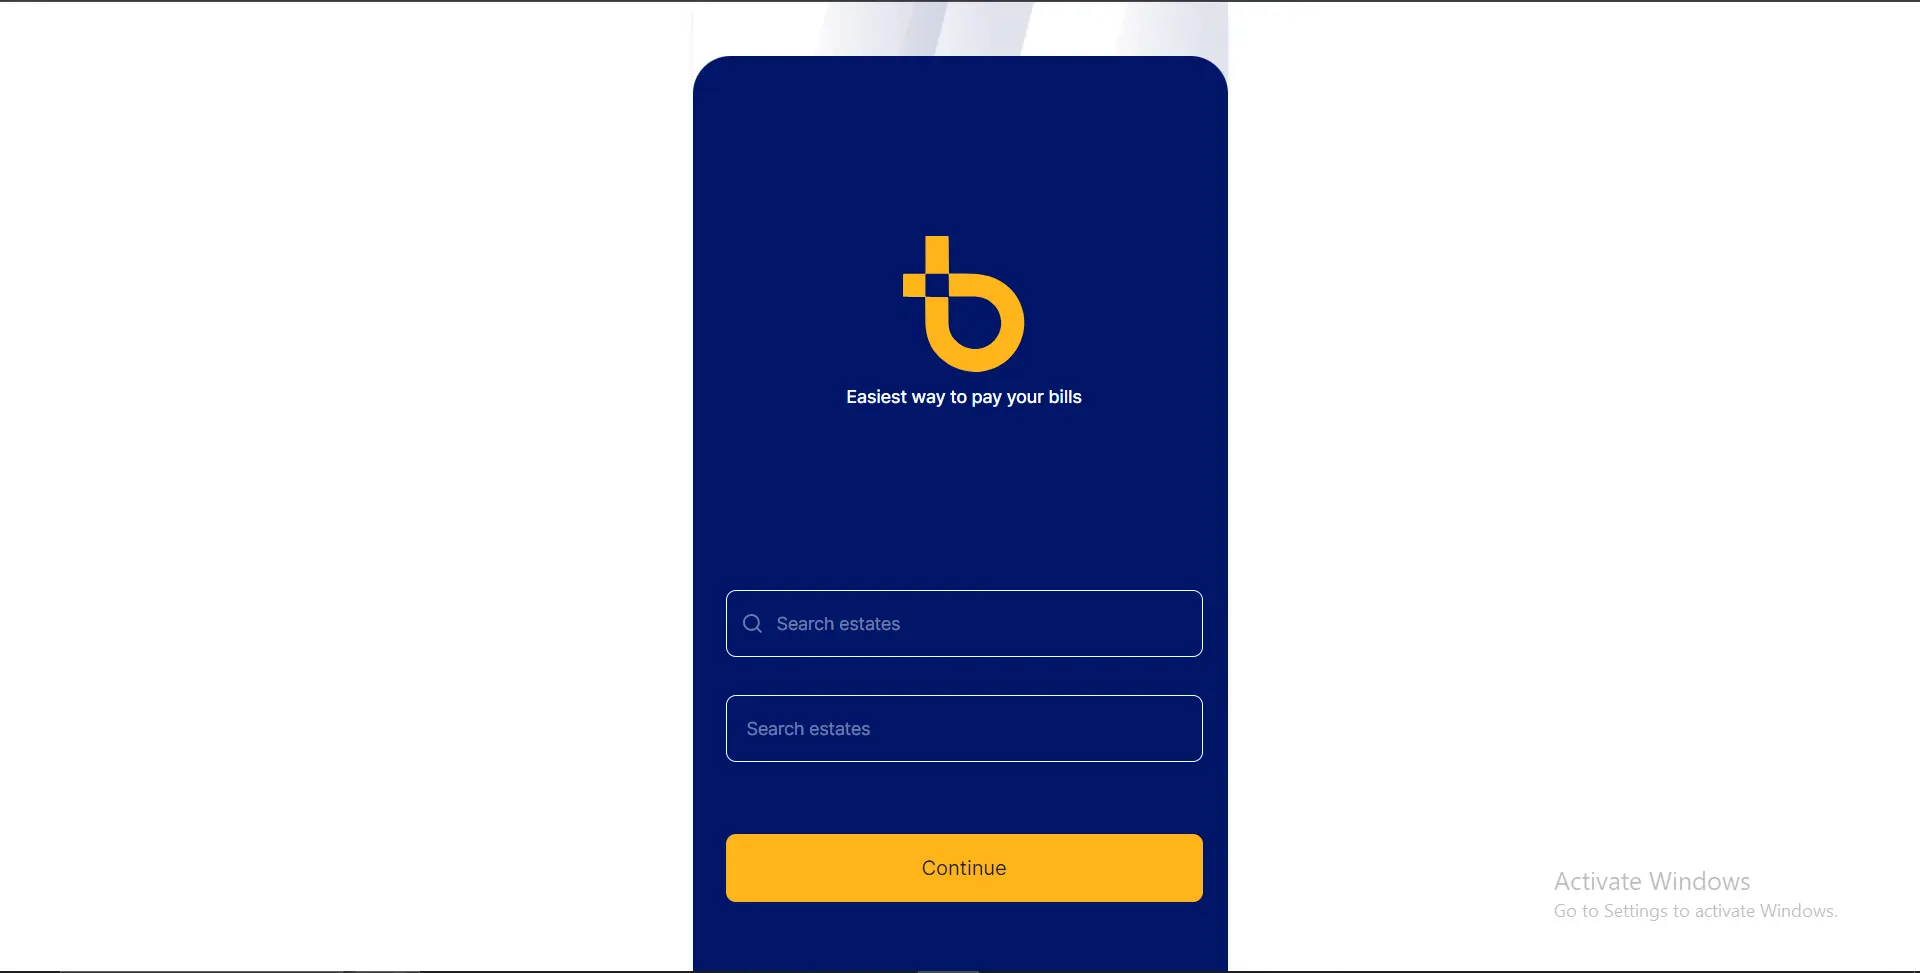 Easiest way to pay your bills
Search estates
Search estates
Continue
Activate Windows
Go to Settings to activate Windows.